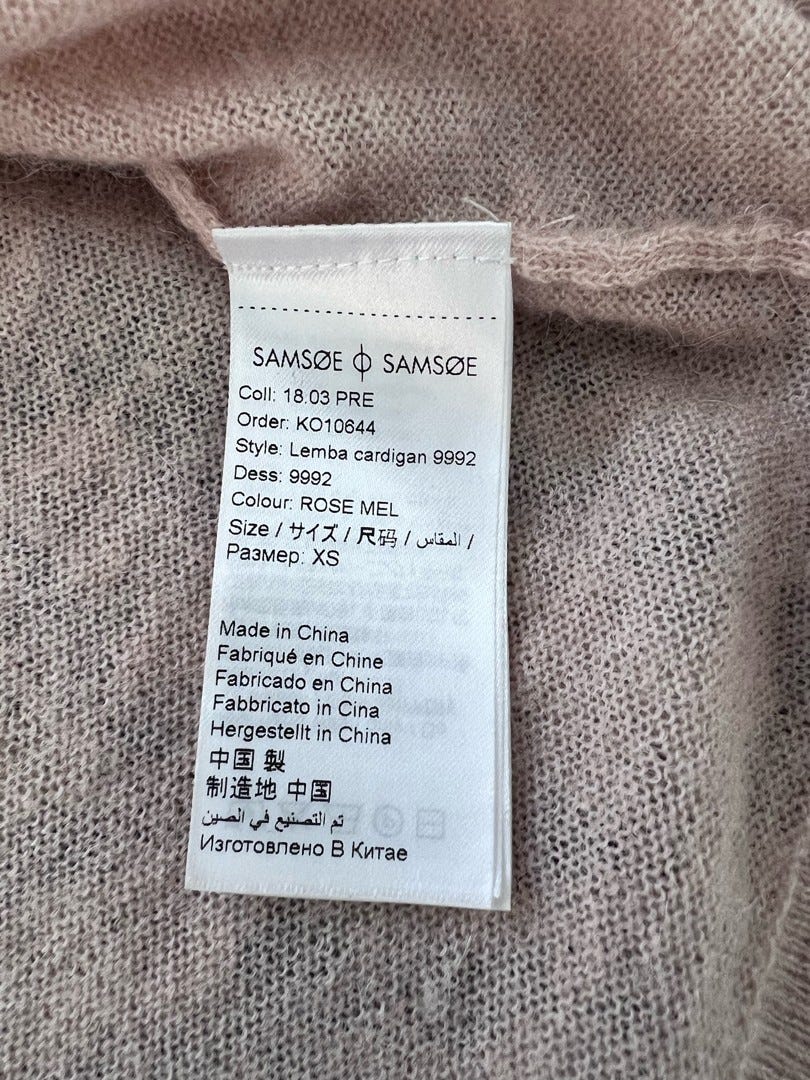 SAMSØE ɸ SAMSØE
Coll: 18.03 PRE
Order: KO10644
Style: Lemba cardigan 9992
Dess: 9992
Colour: ROSE MEL
Size / サイズ / 尺码 / المقاس /
Размер: XS
Made in China
Fabriqué en Chine
Fabricado en China
Fabbricato in Cina
Hergestellt in China
中国 製
制造地 中国
تم التصنيع في الصين
Изготовлено В Китае